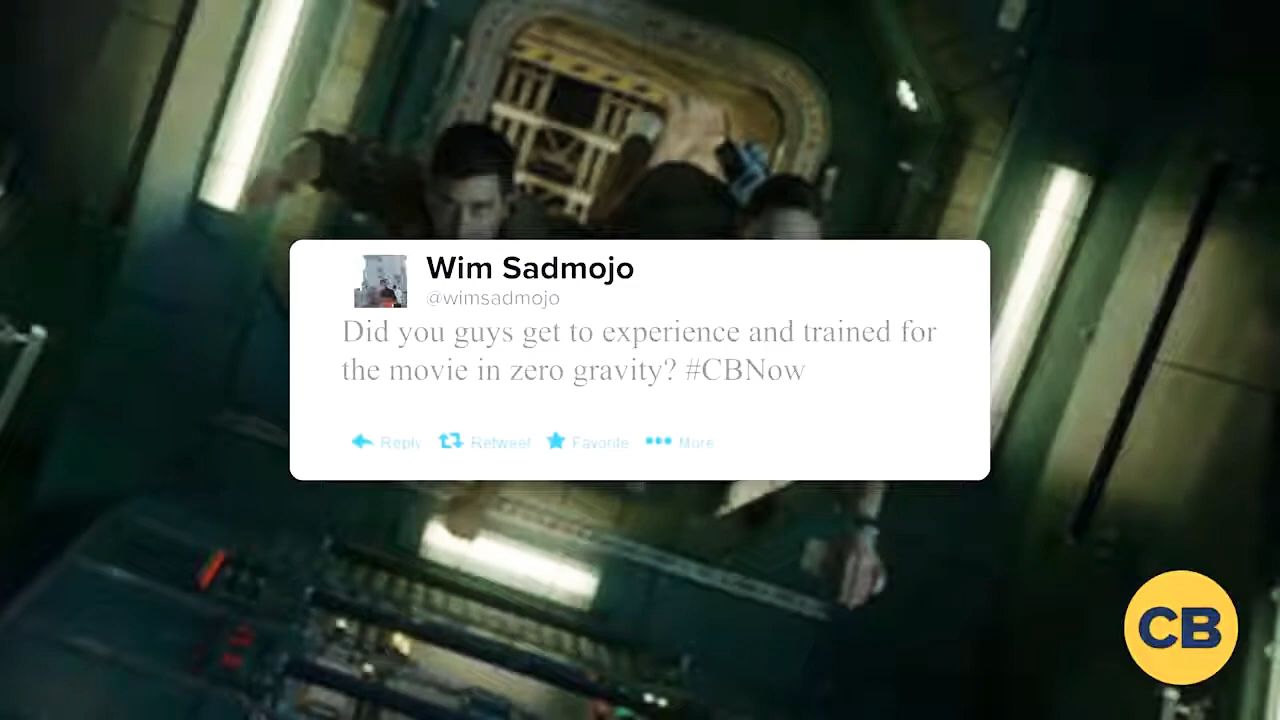 Wim Sadmojo
@wimsadmojo
Did you guys get to experience and trained for
the movie in zero gravity? #CBNow
Reply Retweet Favorite More
CB